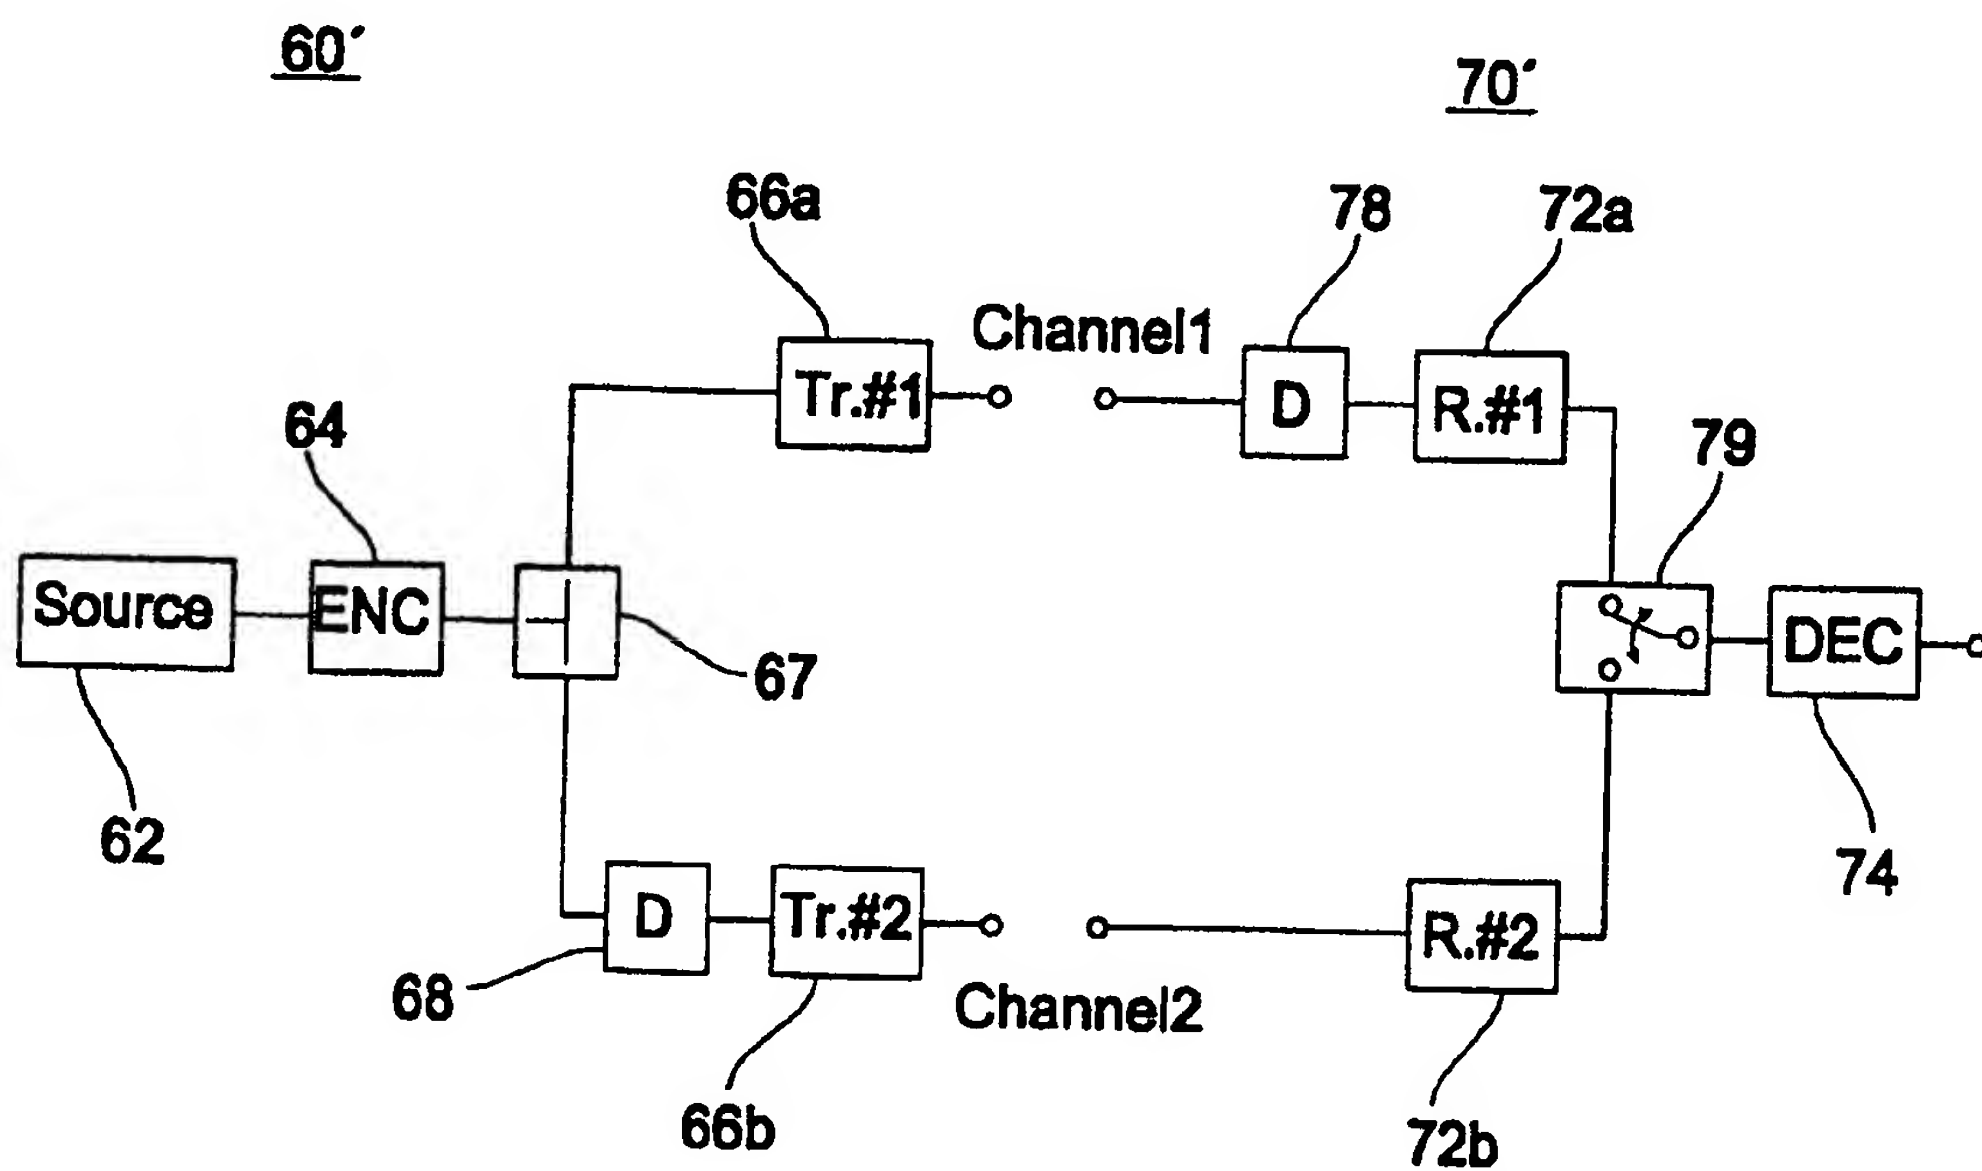 60´
70´
66a
78
72a
Channel1
Tr.#1
D
R.#1
64
79
Source
ENC
67
DEC
62
74
D
Tr.#2
R.#2
68
Channel2
66b
72b